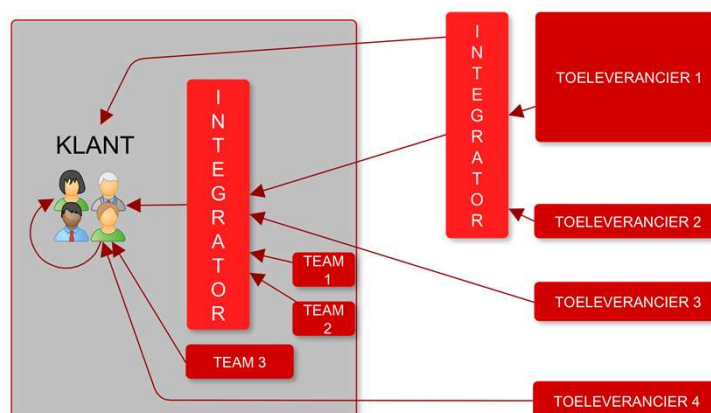 INTEGRATOR
TOELEVERANCIER 1
KLANT
INTEGRATOR
TOELEVERANCIER 2
TEAM
1
TEAM
2
TOELEVERANCIER 3
TEAM 3
TOELEVERANCIER 4